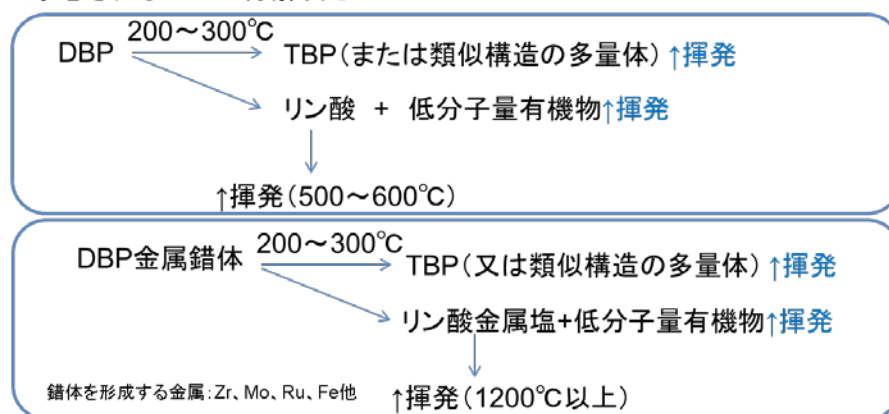 200～300℃
DBP
TBP(または類似構造の多量体)↑揮発
リン酸 + 低分子量有機物↑揮発
↑揮発(500～600℃)
200～300℃
DBP金属錯体
TBP(又は類似構造の多量体)↑揮発
リン酸金属塩+低分子量有機物↑揮発
錯体を形成する金属:Zr、Mo、Ru、Fe他
↑揮発(1200℃以上)